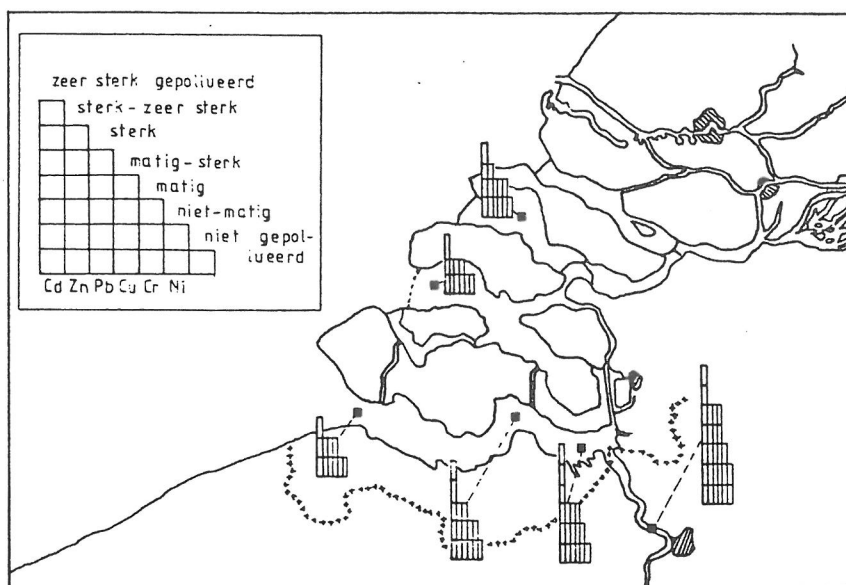 zeer sterk gepollueerd
sterk-zeer sterk
sterk
matig-sterk
matig
niet-matig
niet gepol-
lueerd
Cd Zn Pb Cu Cr Ni